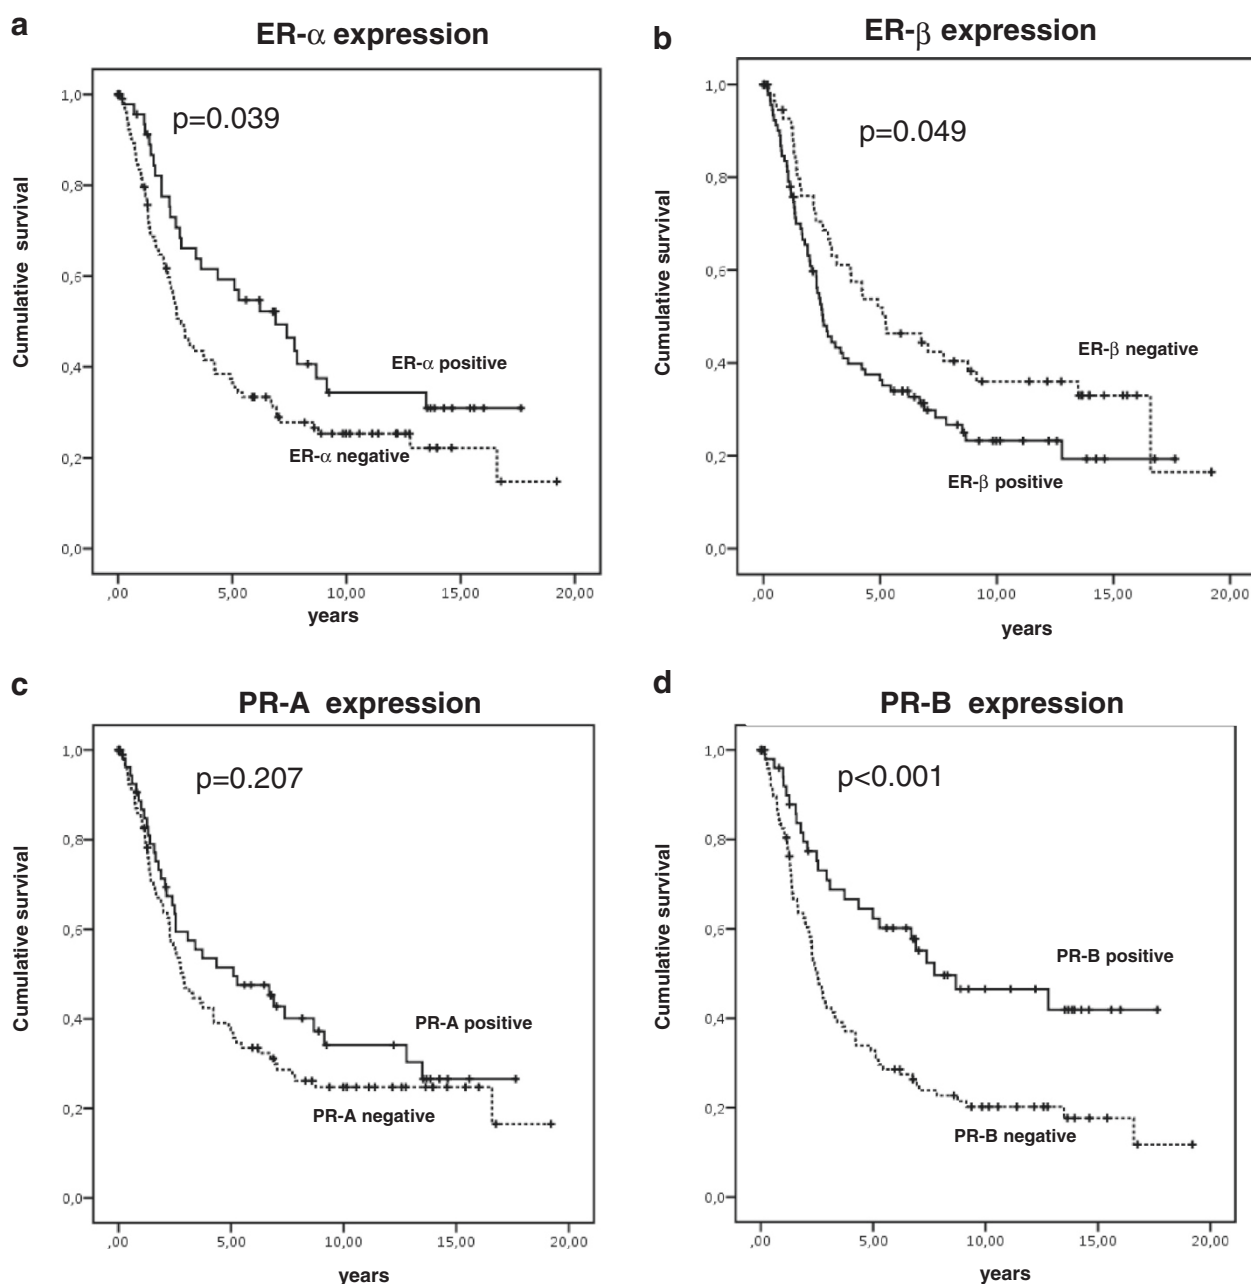 a
ER-α expression
1,0
0,8
0,6
0,4
0,2
0,0
Cumulative survival
p=0.039
ER-α positive
ER-α negative
,00
5,00
10,00
15,00
20,00
years
b
ER-β expression
1,0
0,8
0,6
0,4
0,2
0,0
Cumulative survival
p=0.049
ER-β negative
ER-β positive
,00
5,00
10,00
15,00
20,00
years
c
PR-A expression
1,0
0,8
0,6
0,4
0,2
0,0
Cumulative survival
p=0.207
PR-A positive
PR-A negative
,00
5,00
10,00
15,00
20,00
years
d
PR-B expression
1,0
0,8
0,6
0,4
0,2
0,0
Cumulative survival
p<0.001
PR-B positive
PR-B negative
,00
5,00
10,00
15,00
20,00
years